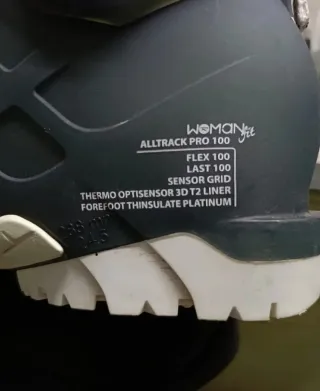 WOMAN fit
ALLTRACK PRO 100
FLEX 100
LAST 100
SENSOR GRID
THERMO OPTISENSOR 3D T2 LINER
FOREFOOT THINSULATE PLATINUM